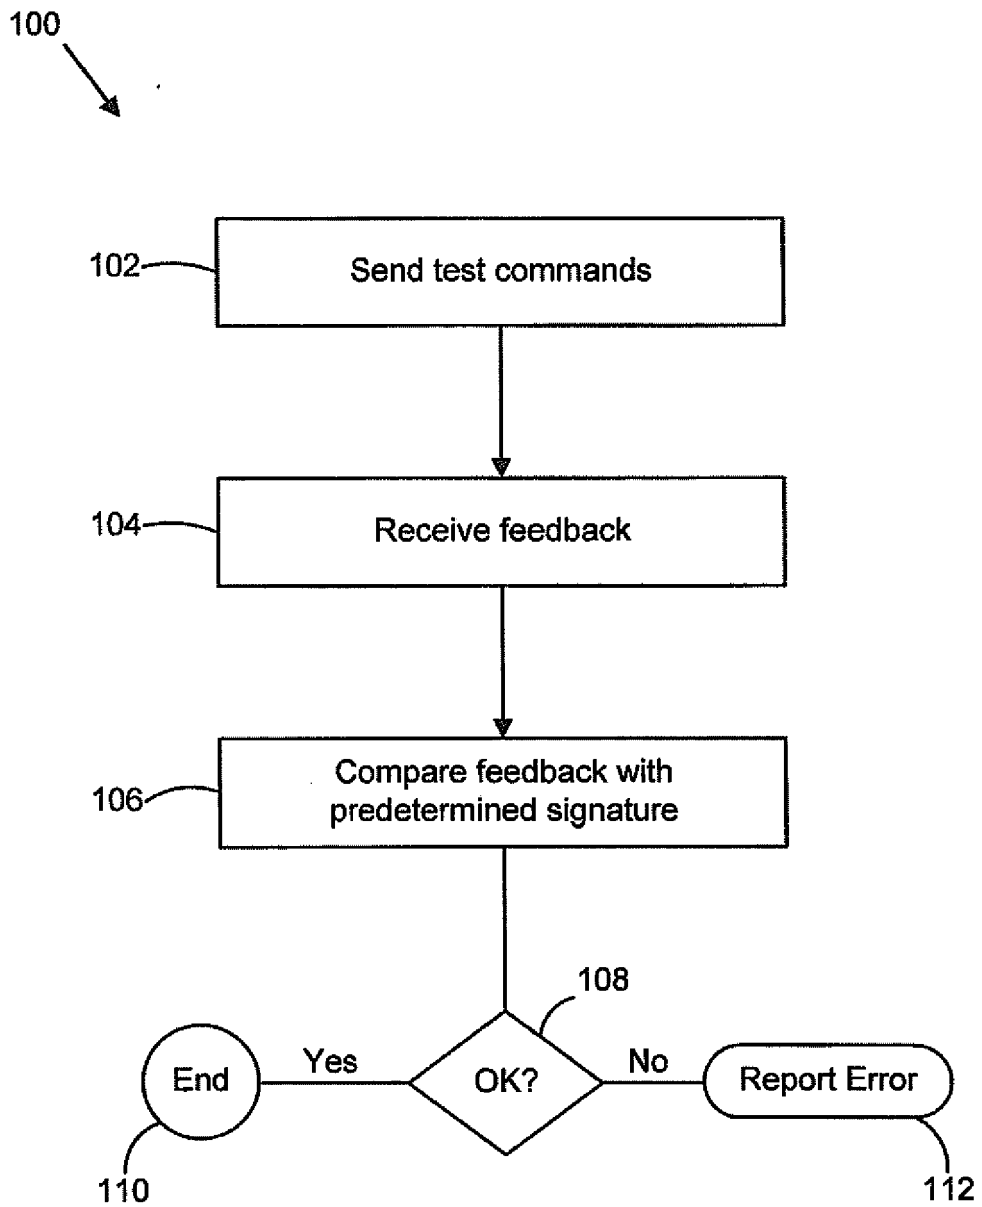 100
102
Send test commands
104
Receive feedback
106
Compare feedback with
predetermined signature
108
End
Yes
OK?
No
Report Error
110
112